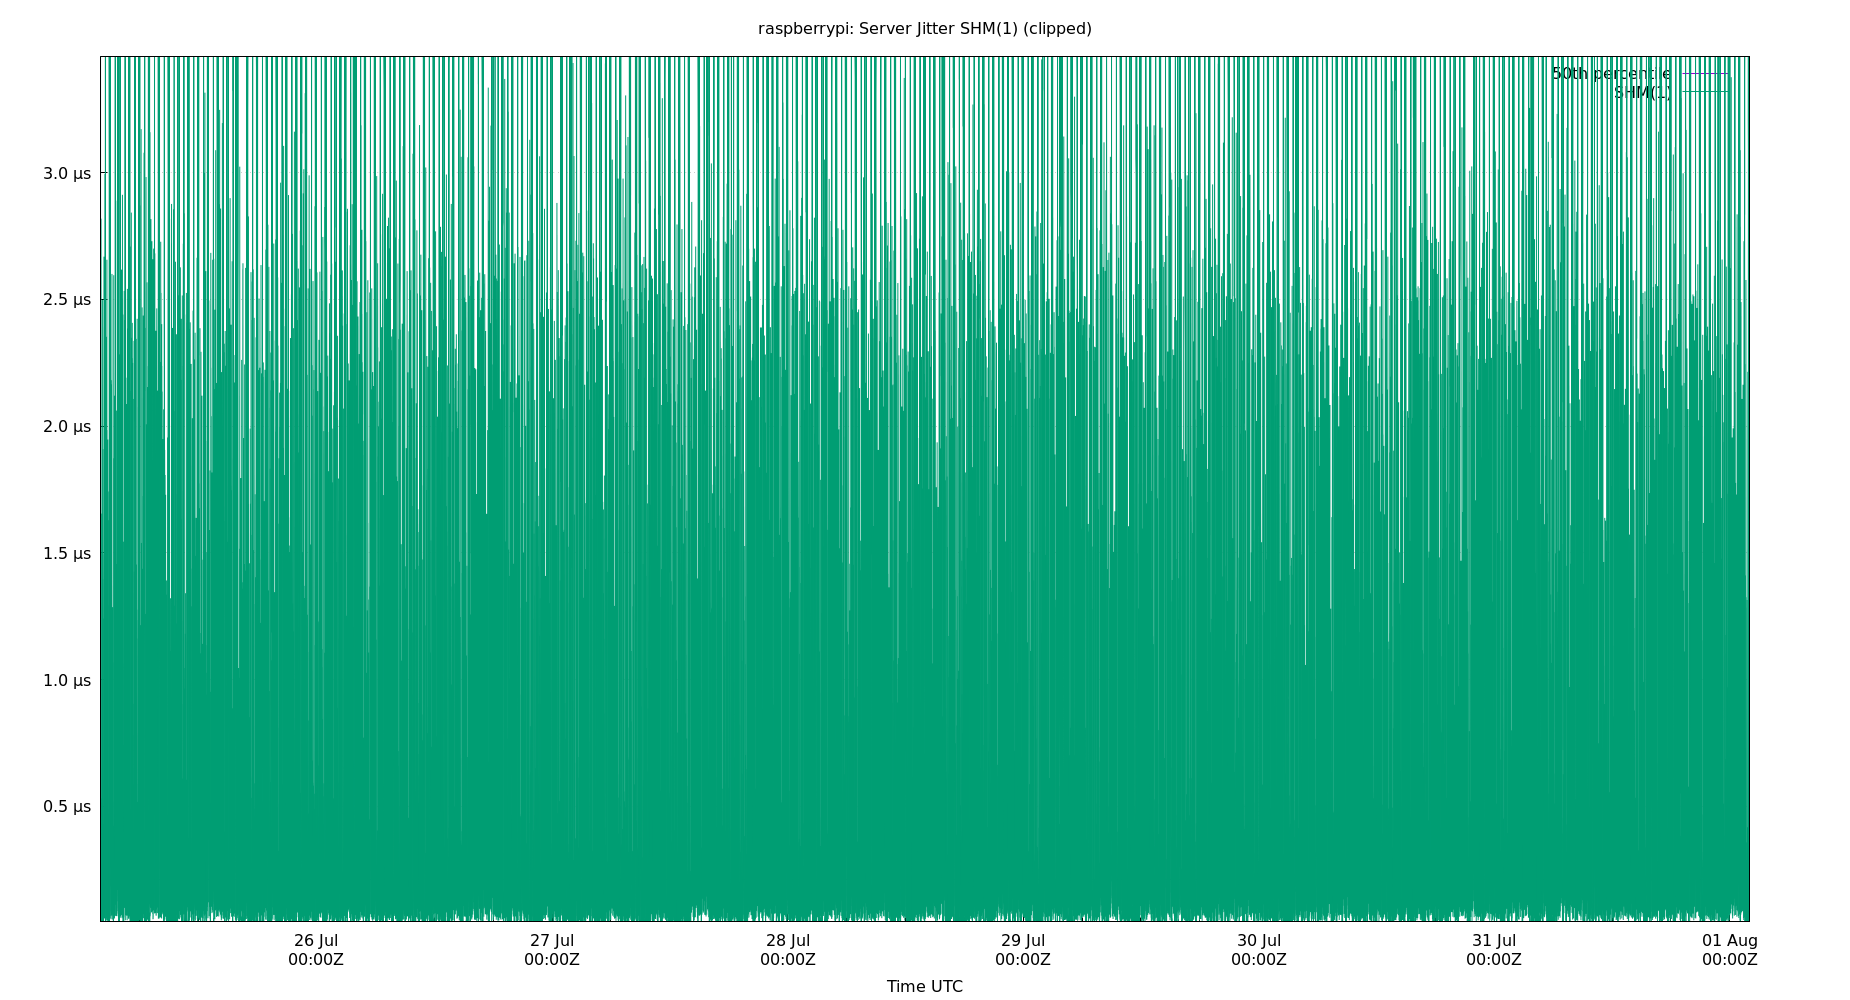 raspberrypi: Server Jitter SHM(1) (clipped)
50th percentile
SHM(1)
3.0 µs
2.5 µs
2.0 µs
1.5 µs
1.0 µs
0.5 µs
26 Jul 27 Jul 28 Jul 29 Jul 30 Jul 31 Jul 01 Aug
00:00Z 00:00Z 00:00Z 00:00Z 00:00Z 00:00Z 00:00Z
Time UTC